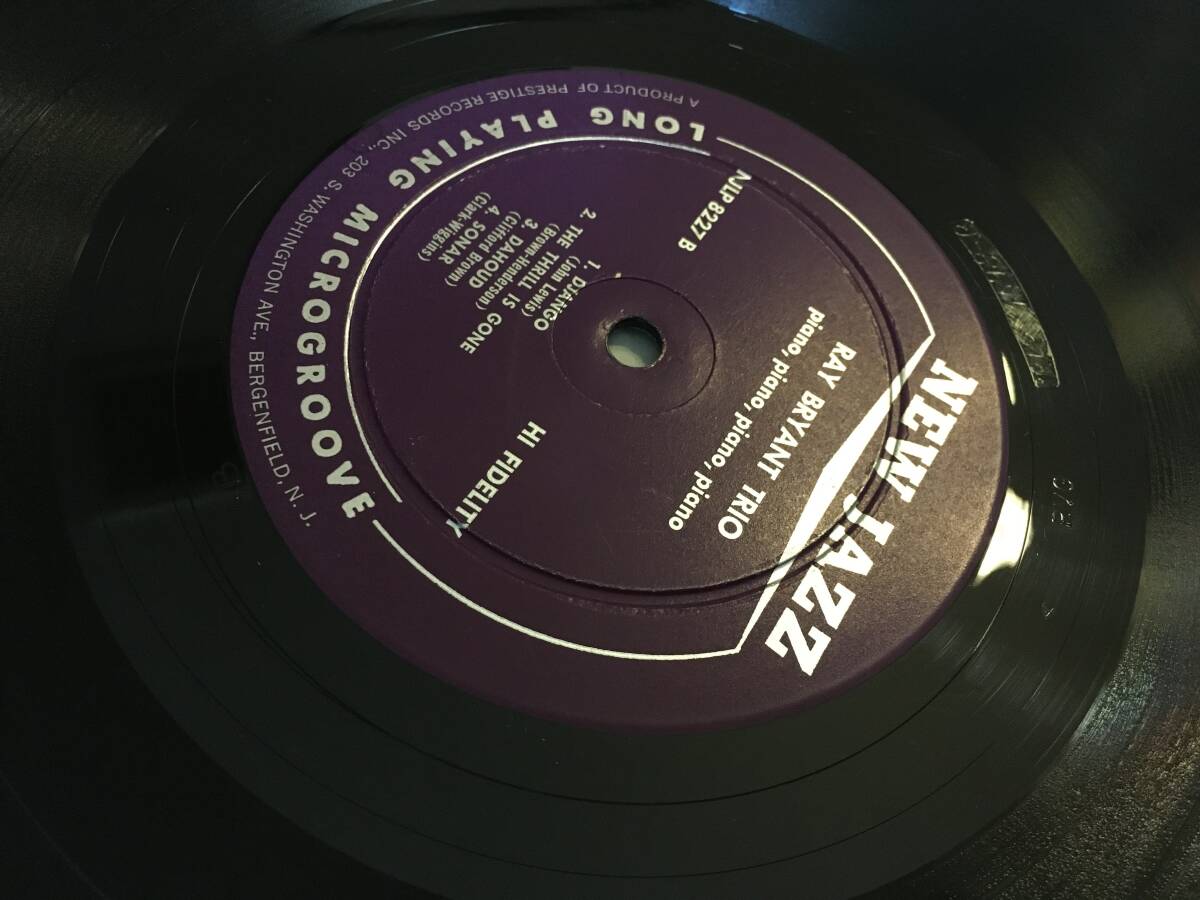 NEW JAZZ
RAY BRYANT TRIO
piano, piano, piano, piano
NJLP 8227 B
HI FIDELITY
1. DJANGO
(John Lewis)
2. THE THRILL IS GONE
(Brown-Henderson)
3. DAHOUD
(Clifford Brown)
4. SONAR
(Clark-Wiggins)
LONG PLAYING MICROGROOVE
A PRODUCT OF PRESTIGE RECORDS INC., 203 S. WASHINGTON AVE., BERGENFIELD, N. J.